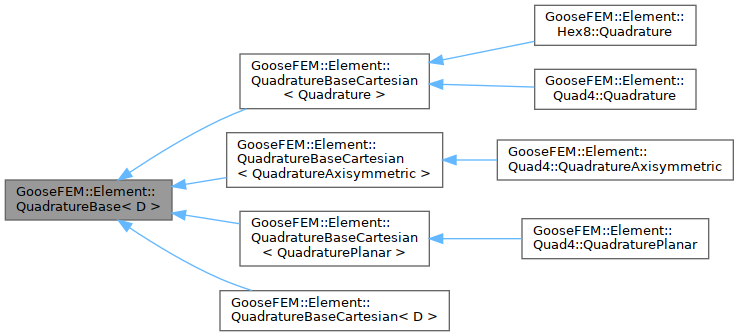 GooseFEM::Element::
QuadratureBase< D >
GooseFEM::Element::
QuadratureBaseCartesian
< Quadrature >
GooseFEM::Element::
Hex8::Quadrature
GooseFEM::Element::
Quad4::Quadrature
GooseFEM::Element::
QuadratureBaseCartesian
< QuadratureAxisymmetric >
GooseFEM::Element::
Quad4::QuadratureAxisymmetric
GooseFEM::Element::
QuadratureBaseCartesian
< QuadraturePlanar >
GooseFEM::Element::
Quad4::QuadraturePlanar
GooseFEM::Element::
QuadratureBaseCartesian< D >